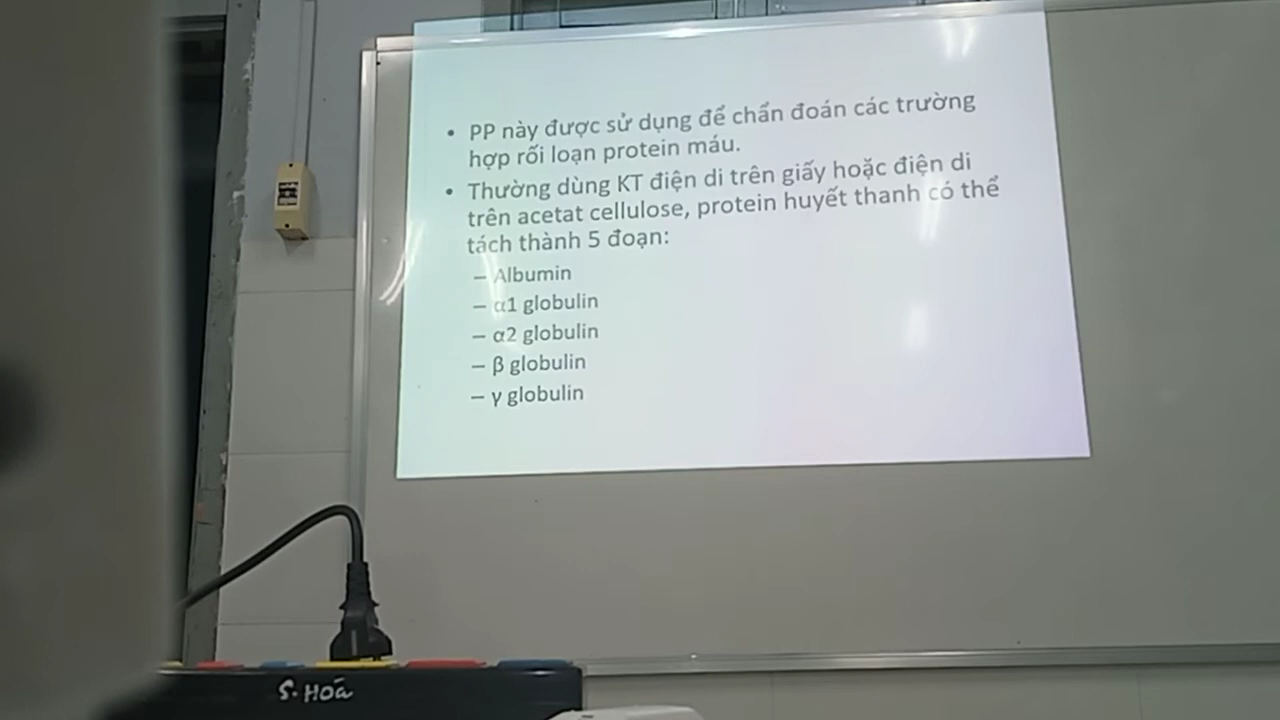 • PP này được sử dụng để chẩn đoán các trường
hợp rối loạn protein máu.
• Thường dùng KT điện di trên giấy hoặc điện di
trên acetat cellulose, protein huyết thanh có thể
tách thành 5 đoạn:
– Albumin
– α1 globulin
– α2 globulin
– β globulin
– γ globulin
S. HOá